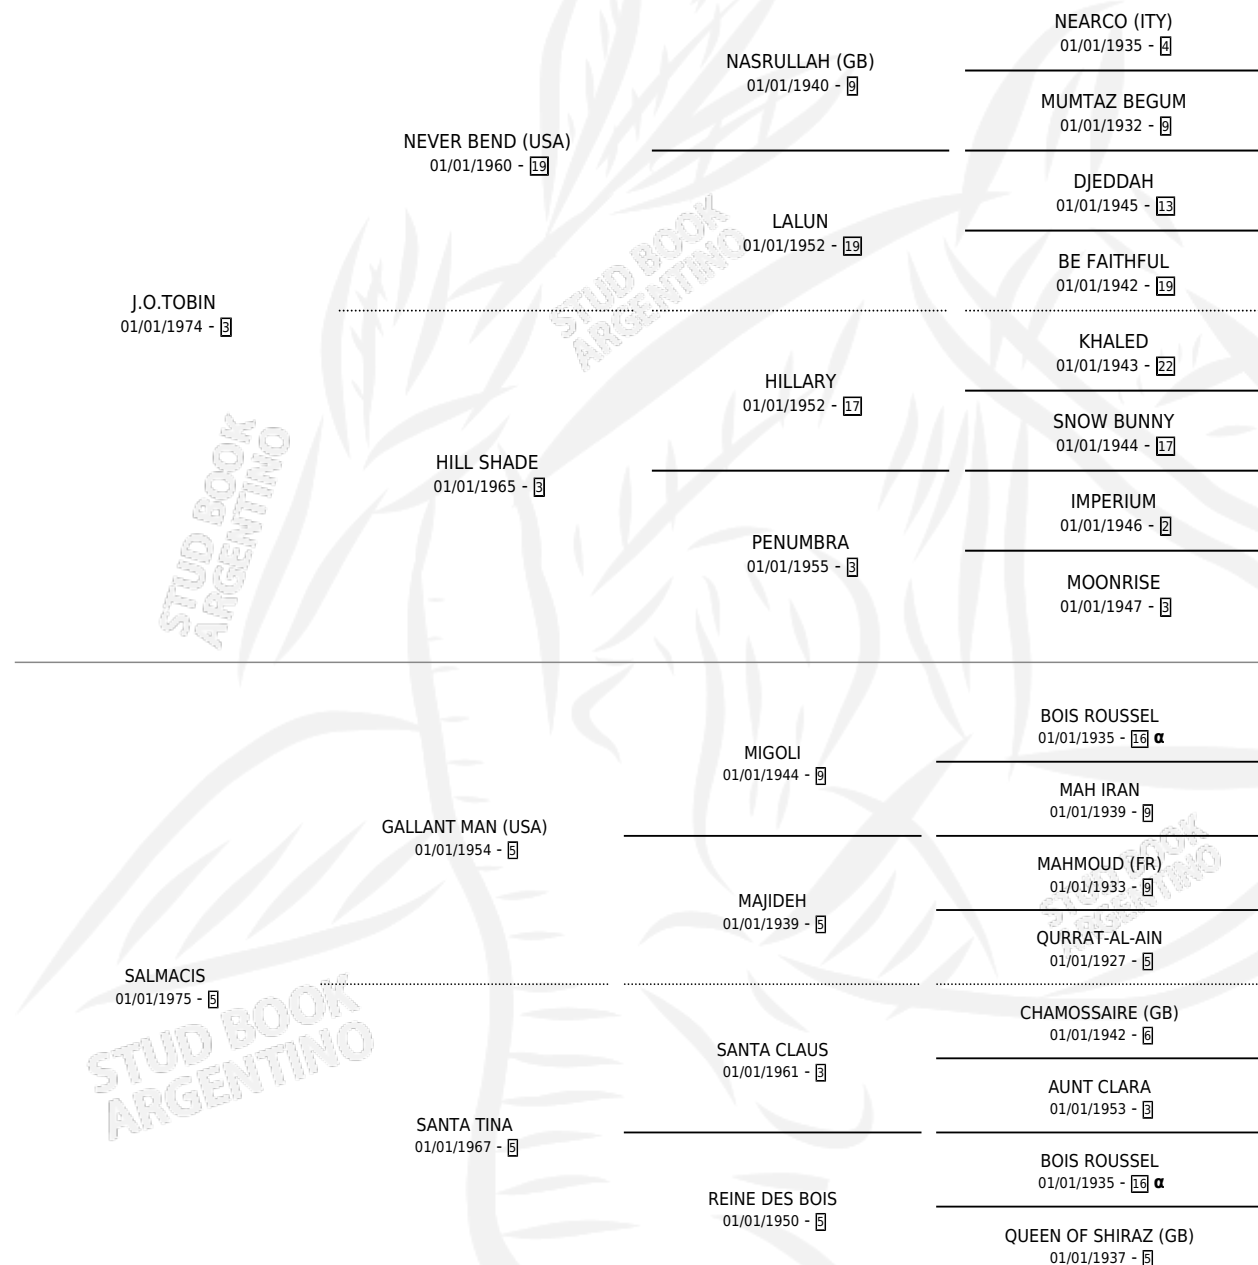 NEARCO (ITY)
01/01/1935 - 4
NASRULLAH (GB)
01/01/1940 - 9
MUMTAZ BEGUM
01/01/1932 - 9
NEVER BEND (USA)
01/01/1960 - 19
DJEDDAH
01/01/1945 - 13
LALUN
01/01/1952 - 19
BE FAITHFUL
01/01/1942 - 19
J.O.TOBIN
01/01/1974 - 3
KHALED
01/01/1943 - 22
HILLARY
01/01/1952 - 17
SNOW BUNNY
01/01/1944 - 17
HILL SHADE
01/01/1965 - 3
IMPERIUM
01/01/1946 - 2
PENUMBRA
01/01/1955 - 3
MOONRISE
01/01/1947 - 3
STUD BOOK
ARGENTINO
STUD BOOK
ARGENTINO
BOIS ROUSSEL
01/01/1935 - 16 α
MIGOLI
01/01/1944 - 9
MAH IRAN
01/01/1939 - 9
GALLANT MAN (USA)
01/01/1954 - 5
MAHMOUD (FR)
01/01/1933 - 9
MAJIDEH
01/01/1939 - 5
QURRAT-AL-AIN
01/01/1927 - 5
SALMACIS
01/01/1975 - 5
CHAMOSSAIRE (GB)
01/01/1942 - 6
SANTA CLAUS
01/01/1961 - 3
AUNT CLARA
01/01/1953 - 3
SANTA TINA
01/01/1967 - 5
BOIS ROUSSEL
01/01/1935 - 16 α
REINE DES BOIS
01/01/1950 - 5
QUEEN OF SHIRAZ (GB)
01/01/1937 - 5
STUD BOOK
ARGENTINO
STUD BOOK
ARGENTINO